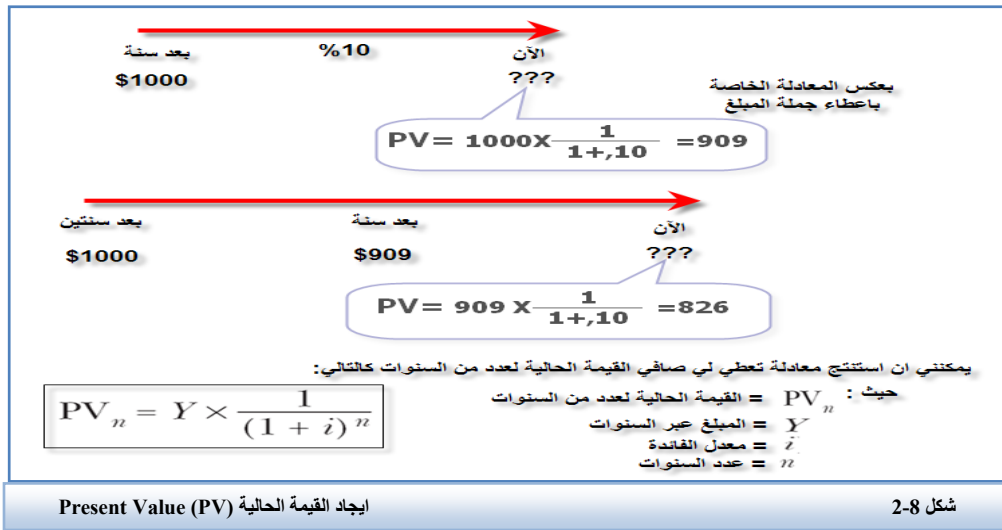 بعد سنة %10 الآن
$1000 ???
بعكس المعادلة الخاصة
باعطاء جملة المبلغ
PV= 1000X 1/1+,10 =909
بعد سنتين بعد سنة الآن
$1000 $909 ???
PV= 909 X 1/1+,10 =826
يمكنني ان استنتج معادلة تعطي لي صافي القيمة الحالية لعدد من السنوات كالتالي:
حيث : PVn = القيمة الحالية لعدد من السنوات
Y = المبلغ عبر السنوات
i = معدل الفائدة
n = عدد السنوات
PVn = Y × 1/(1 + i)^n
شكل 8-2 ايجاد القيمة الحالية Present Value (PV)